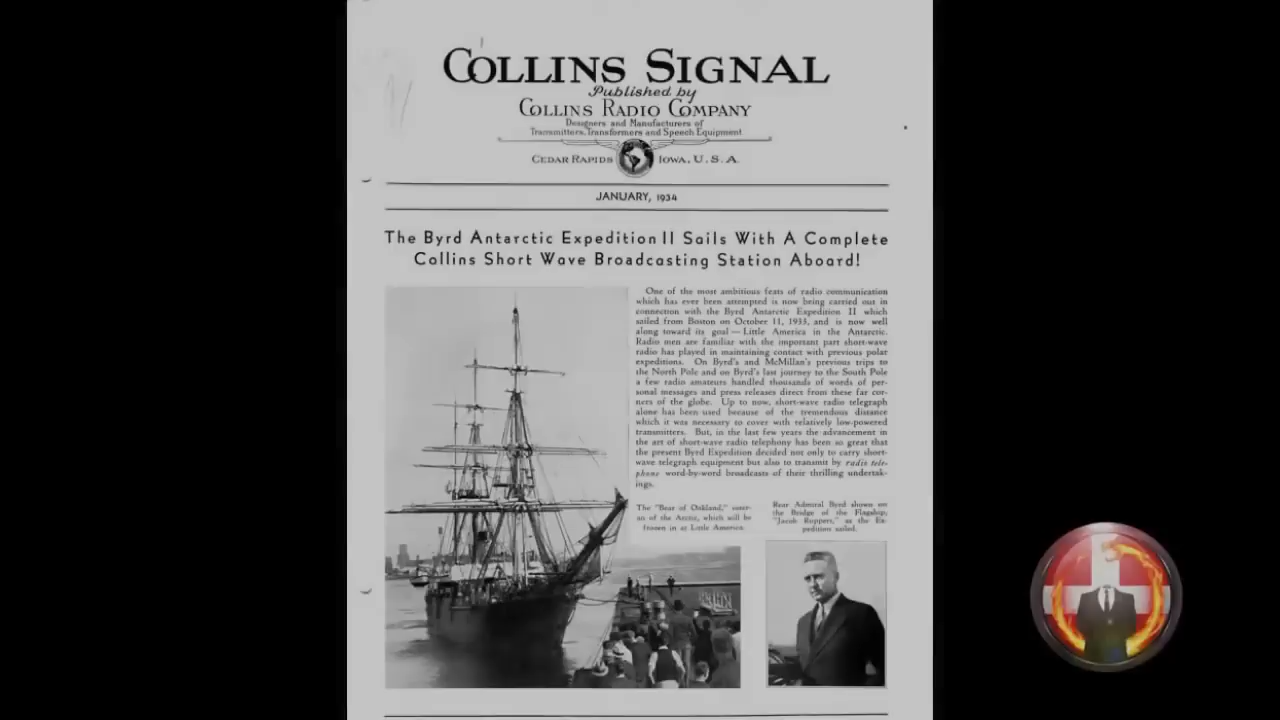 COLLINS SIGNAL
Published by
COLLINS RADIO COMPANY
Designers and Manufacturers of
Transmitters, Transformers and Speech Equipment
CEDAR RAPIDS IOWA, U.S.A.
JANUARY, 1934
The Byrd Antarctic Expedition II Sails With A Complete
Collins Short Wave Broadcasting Station Aboard!
One of the most ambitious feats of radio communication
which has ever been attempted is now being carried out in
connection with the Byrd Antarctic Expedition II which
sailed from Boston on October 11, 1933, and is now well
along toward its goal — Little America in the Antarctic.
Radio men are familiar with the important part short-wave
radio has played in maintaining contact with previous polar
expeditions. On Byrd's and McMillan's previous trips to
the North Pole and on Byrd's last journey to the South Pole
a few radio amateurs handled thousands of words of per-
sonal messages and press releases direct from these far cor-
ners of the globe. Up to now, short-wave radio telegraph
alone has been used because of the tremendous distance
which it was necessary to cover with relatively low-powered
transmitters. But, in the last few years the advancement in
the art of short-wave radio telephony has been so great that
the present Byrd Expedition decided not only to carry short-
wave telegraph equipment but also to transmit by radio tele-
phone word-by-word broadcasts of their thrilling undertak-
ings.
The "Bear of Oakland," veter-
an of the Arctic, which will be
frozen in at Little America.
Rear Admiral Byrd shown on
the Bridge of the Flagship,
"Jacob Ruppert," as the Ex-
pedition sailed.